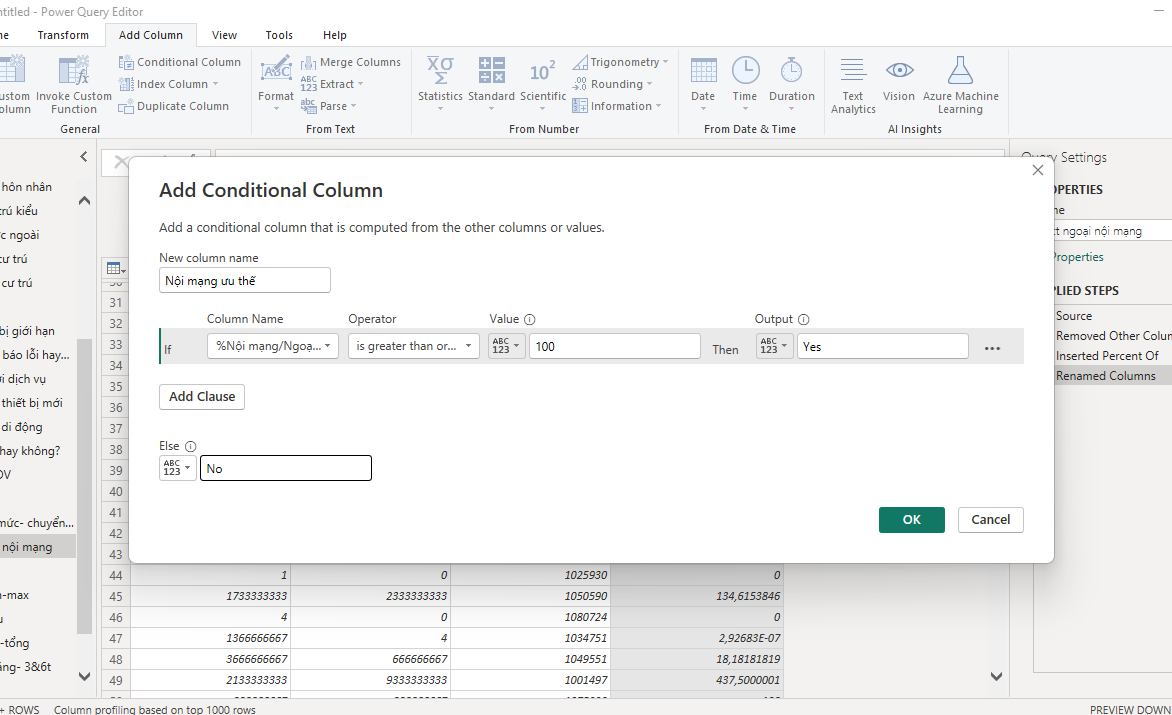 ntitled - Power Query Editor
ne Transform Add Column View Tools Help
ustom Column
Invoke Custom Function
Conditional Column
Index Column
Duplicate Column
General
Format
Merge Columns
Extract
Parse
From Text
Statistics
Standard
Scientific
Trigonometry
Rounding
Information
From Number
Date
Time
Duration
From Date & Time
Text Analytics
Vision
Azure Machine Learning
AI Insights
hôn nhân
trú kiểu
c ngoài
cư trú
cư trú
bị giới hạn
báo lỗi hay...
i dịch vụ
thiết bị mới
di động
hay không?
OV
mức- chuyển...
nội mạng
n-max
-tổng
áng- 3&6t
Add Conditional Column
Add a conditional column that is computed from the other columns or values.
New column name
Nội mạng ưu thế
Column Name Operator Value Output
If %Nội mạng/Ngoạ... is greater than or... ABC 123 100 Then ABC 123 Yes ...
Add Clause
Else
ABC 123 No
OK Cancel
31
32
33
34
35
36
37
38
39
40
41
42
43
44 1 0 1025930 0
45 1733333333 2333333333 1050590 134,6153846
46 4 0 1080724 0
47 1366666667 4 1034751 2,92683E-07
48 3666666666 666666667 1049551 18,18181819
49 2133333333 9333333333 1001497 437,5000001
Query Settings
OPERTIES
me
ct ngoại nội mạng
Properties
PLIED STEPS
Source
Removed Other Colun
Inserted Percent Of
Renamed Columns
+ ROWS Column profiling based on top 1000 rows
PREVIEW DOWN